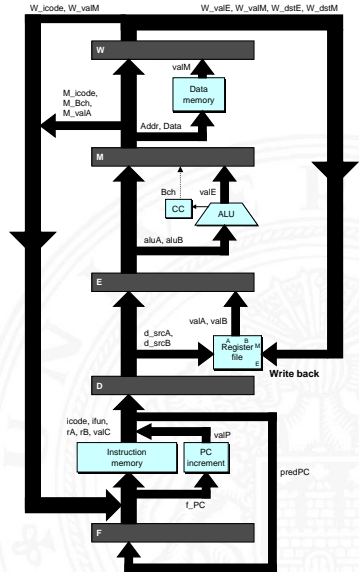 W_icode, W_valM
W_valE, W_valM, W_dstE, W_dstM
W
valM
Data
memory
M_icode,
M_Bch,
M_valA
Addr, Data
M
Bch
valE
CC
ALU
aluA, aluB
E
valA, valB
d_srcA,
d_srcB
A B
Register
M
file
E
Write back
D
icode, ifun,
rA, rB, valC
valP
Instruction
memory
PC
increment
predPC
f_PC
F